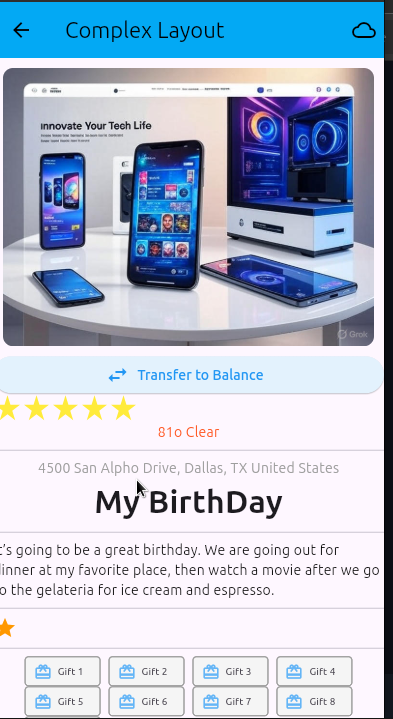 Complex Layout
Innovate Your Tech Life
Grok
Transfer to Balance
81o Clear
4500 San Alpho Drive, Dallas, TX United States
My BirthDay
t's going to be a great birthday. We are going out for
inner at my favorite place, then watch a movie after we go
o the gelateria for ice cream and espresso.
Gift 1
Gift 2
Gift 3
Gift 4
Gift 5
Gift 6
Gift 7
Gift 8